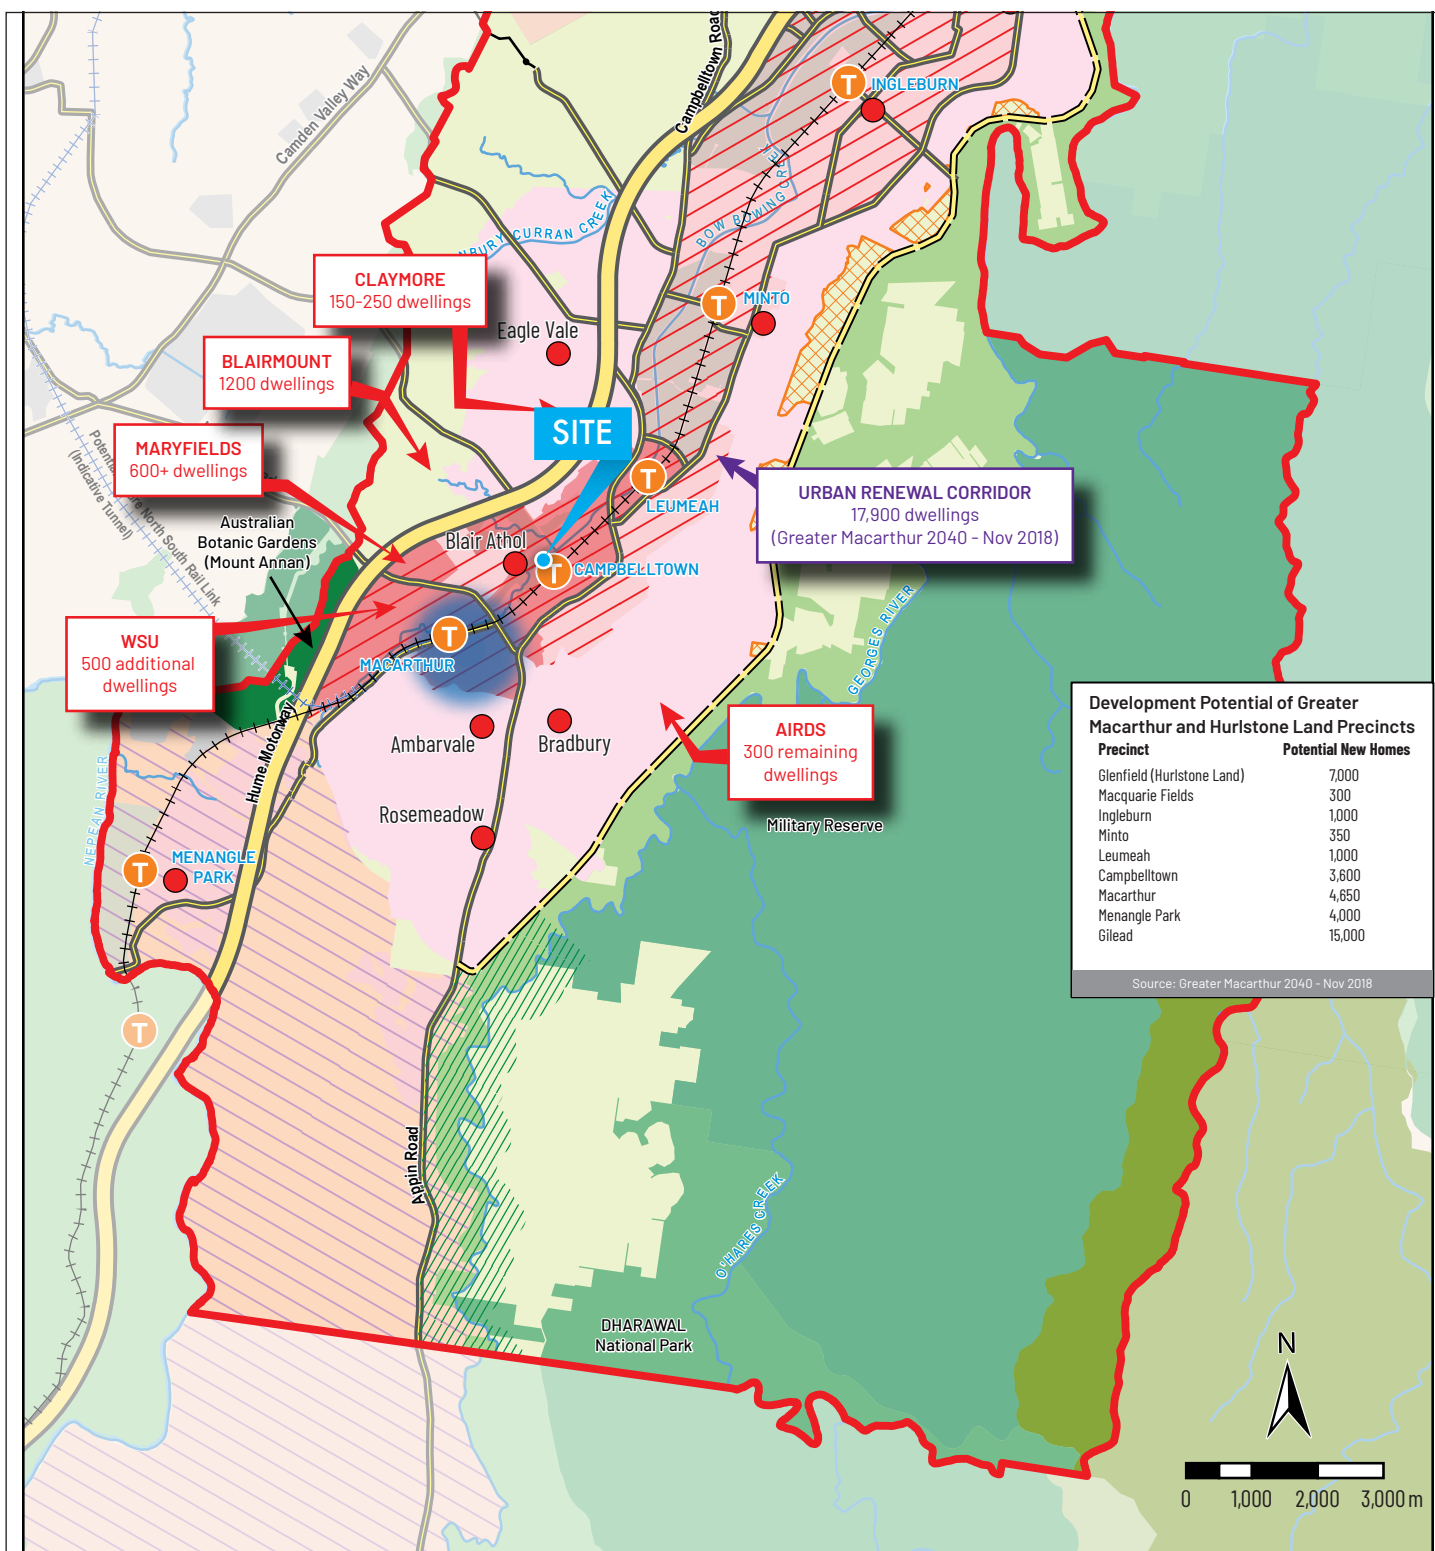 Camden Valley Way
Campbelltown Road
T
INGLEBURN
BOW BOWING CREEK
CURRAN CREEK
CLAYMORE
150-250 dwellings
T
MINTO
Eagle Vale
BLAIRMOUNT
1200 dwellings
SITE
MARYFIELDS
600+ dwellings
North South Rail Link
(Indicative Tunnel)
T
LEUMEAH
URBAN RENEWAL CORRIDOR
17,900 dwellings
(Greater Macarthur 2040 - Nov 2018)
Australian
Botanic Gardens
(Mount Annan)
Blair Athol
T
CAMPBELLTOWN
GEORGES RIVER
WSU
500 additional
dwellings
T
MACARTHUR
Hume Motorway
Ambarvale
Bradbury
AIRDS
300 remaining
dwellings
Military Reserve
Rosemeadow
NEPEAN RIVER
T
MENANGLE
PARK
T
Development Potential of Greater
Macarthur and Hurlstone Land Precincts
Precinct Potential New Homes
Glenfield (Hurlstone Land) 7,000
Macquarie Fields 300
Ingleburn 1,000
Minto 350
Leumeah 1,000
Campbelltown 3,600
Macarthur 4,650
Menangle Park 4,000
Gilead 15,000
Source: Greater Macarthur 2040 - Nov 2018
Appin Road
O'HARES CREEK
DHARAWAL
National Park
N
0 1,000 2,000 3,000 m